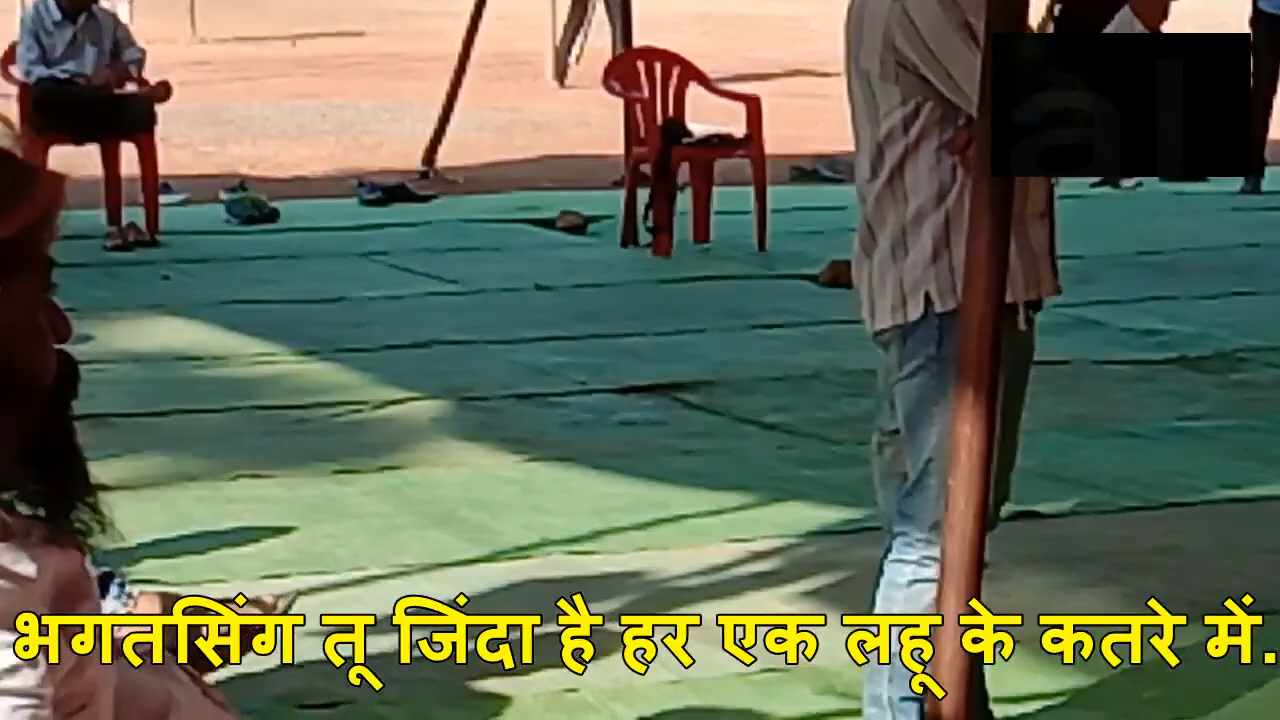 भगतसिंग तू जिंदा है हर एक लहू के कतरे में.